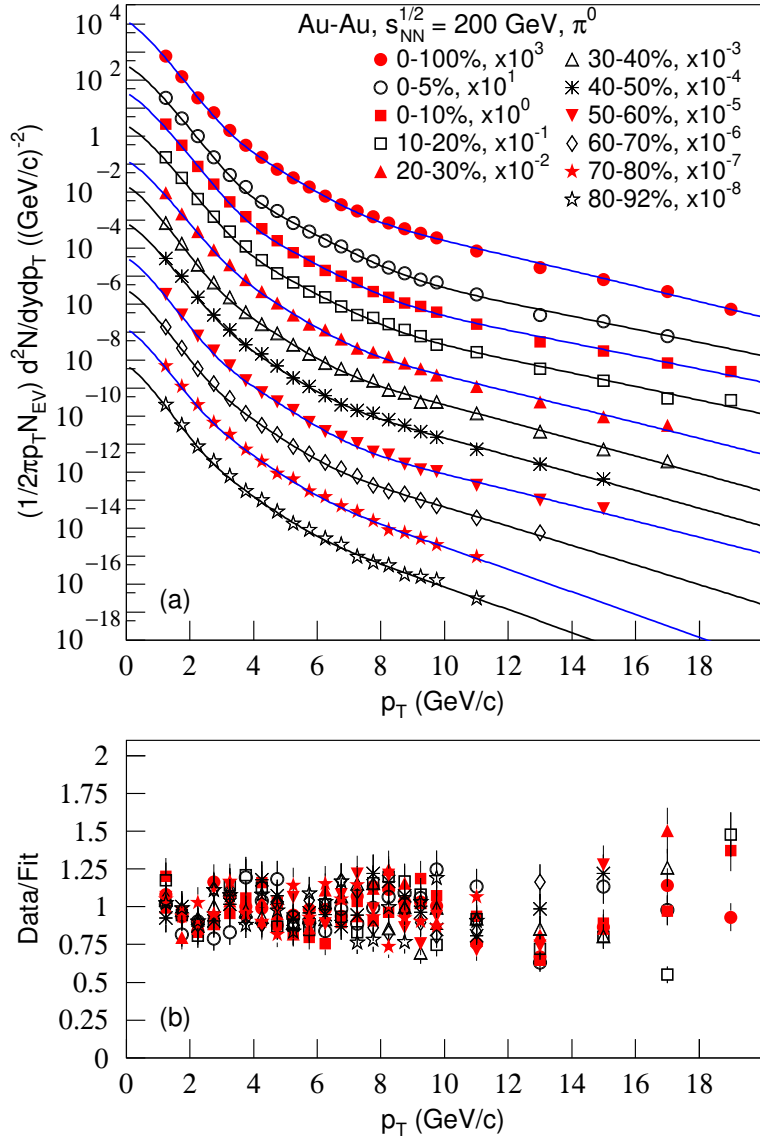 Au-Au, s_NN^1/2 = 200 GeV, π^0
0-100%, x10^3
0-5%, x10^1
0-10%, x10^0
10-20%, x10^-1
20-30%, x10^-2
30-40%, x10^-3
40-50%, x10^-4
50-60%, x10^-5
60-70%, x10^-6
70-80%, x10^-7
80-92%, x10^-8
(1/2πp_T N_EV) d^2N/dydp_T ((GeV/c)^-2)
10^4
10^2
1
10^-2
10^-4
10^-6
10^-8
10^-10
10^-12
10^-14
10^-16
10^-18
(a)
0 2 4 6 8 10 12 14 16 18
p_T (GeV/c)
Data/Fit
2
1.75
1.5
1.25
1
0.75
0.5
0.25
0
(b)
0 2 4 6 8 10 12 14 16 18
p_T (GeV/c)